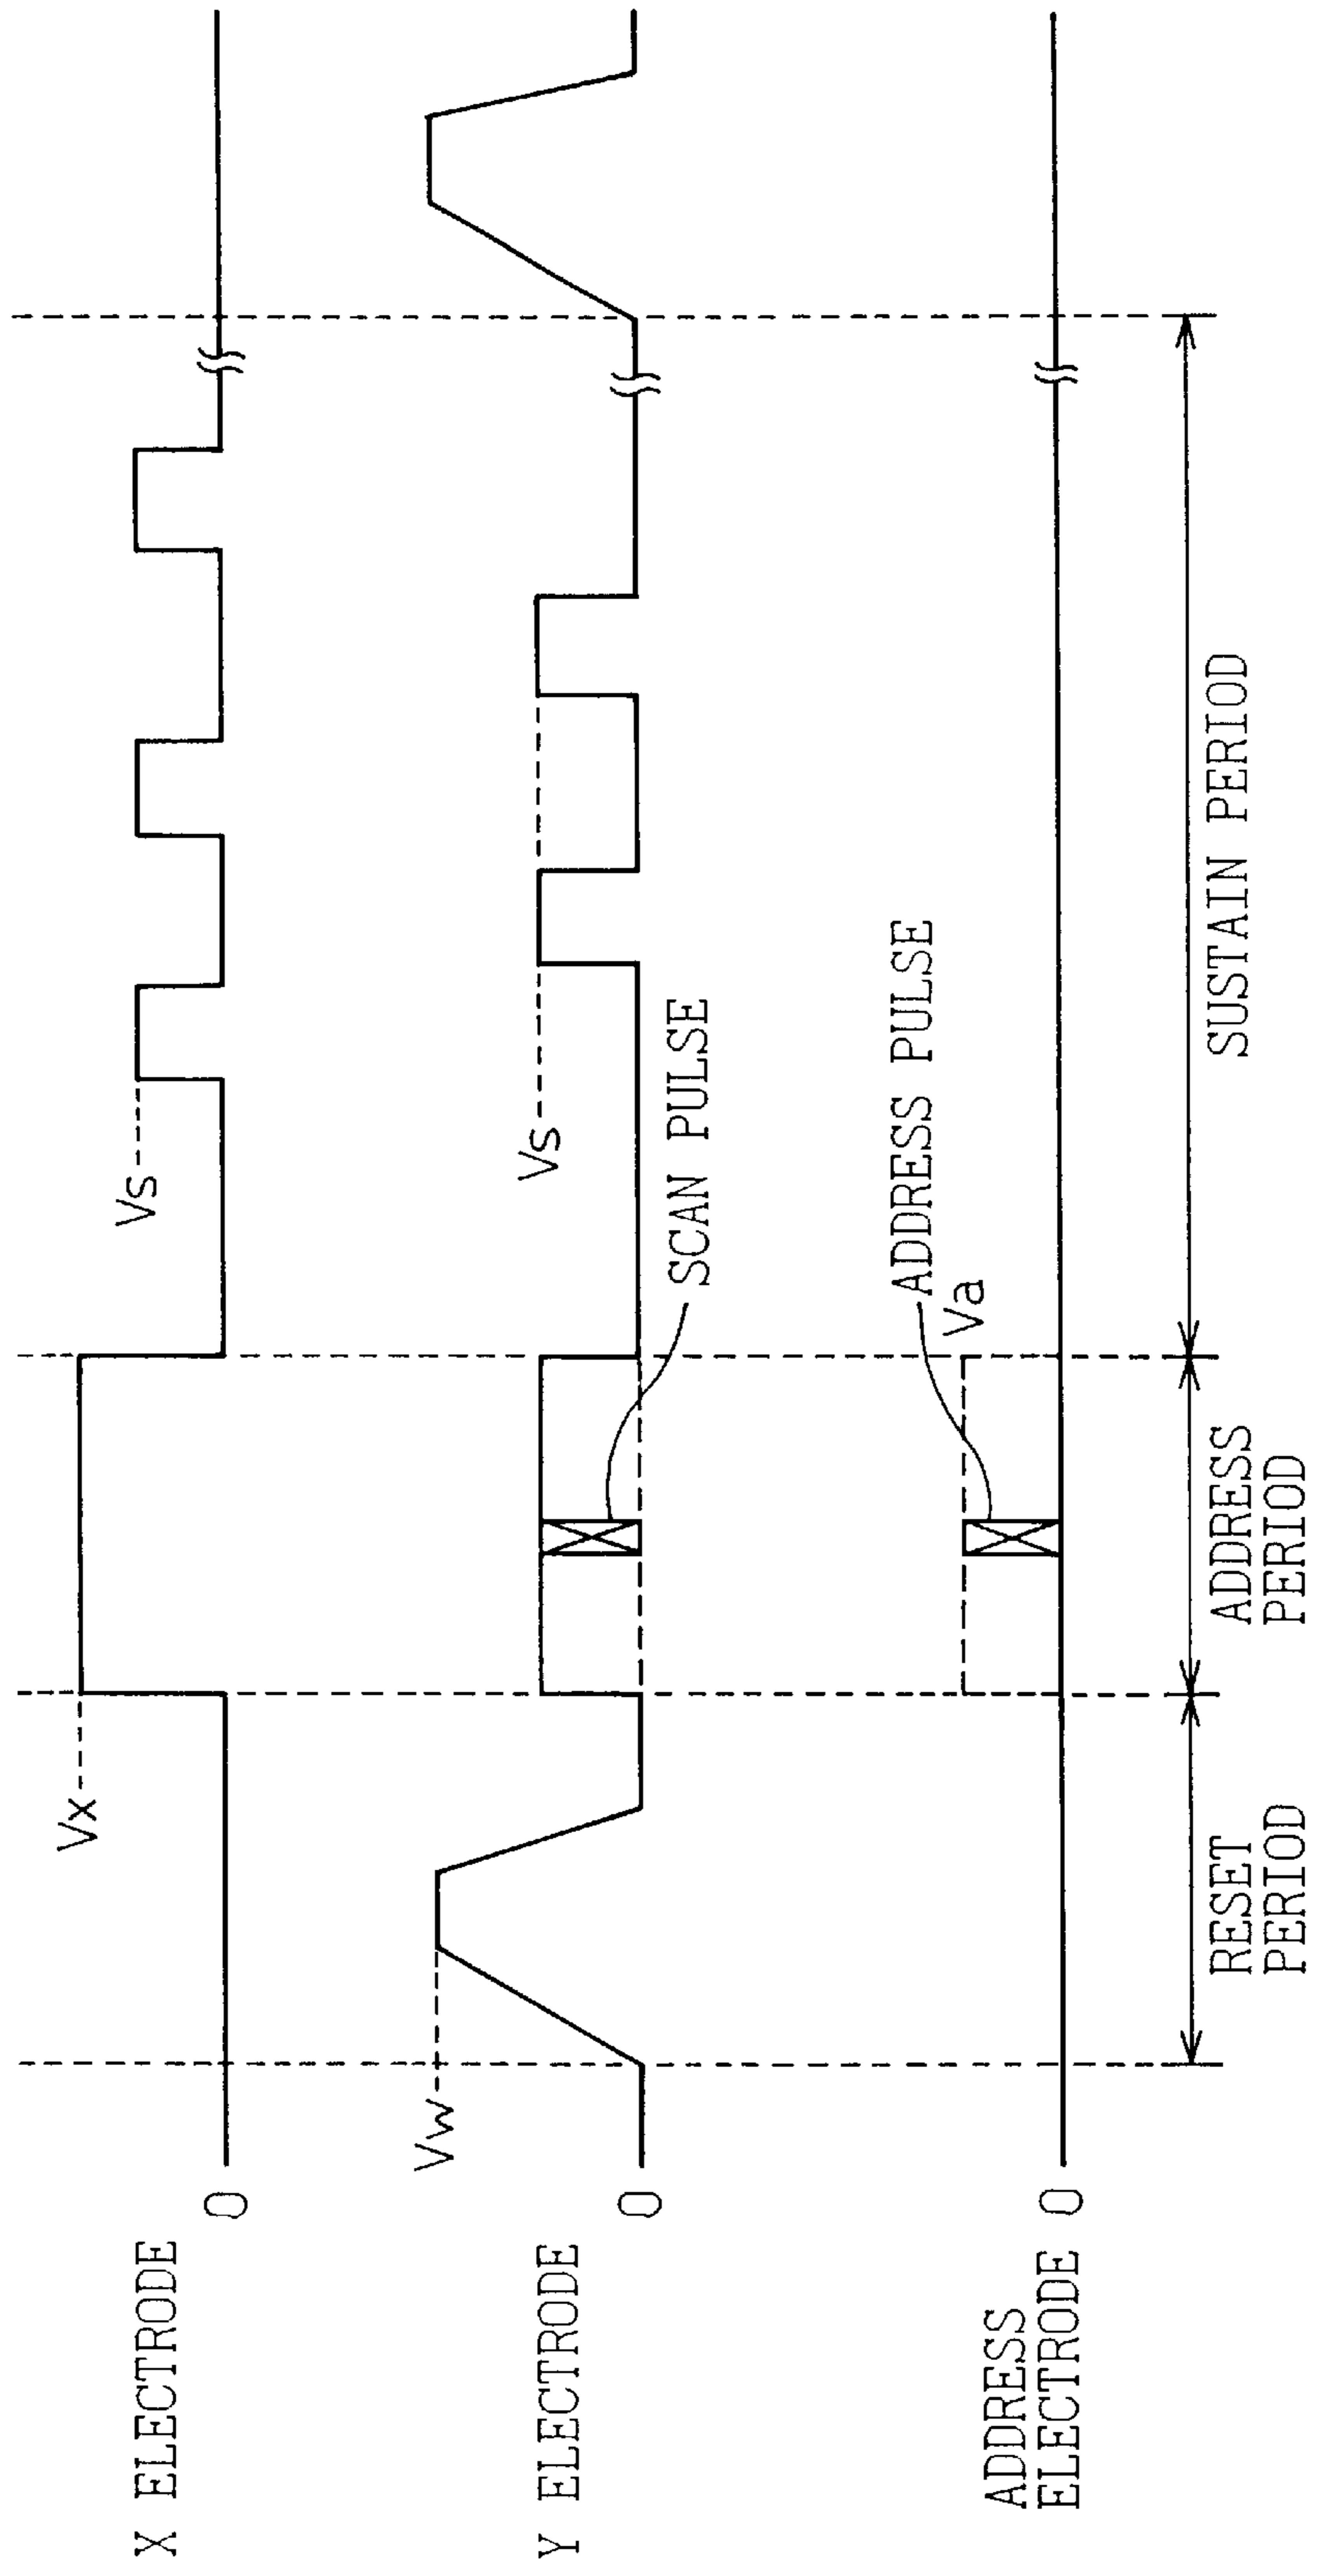 X ELECTRODE
0
Vx
Vs
Y ELECTRODE
0
Vw
Vs
SCAN PULSE
ADDRESS PULSE
Va
ADDRESS
ELECTRODE 0
RESET
PERIOD
ADDRESS
PERIOD
SUSTAIN PERIOD